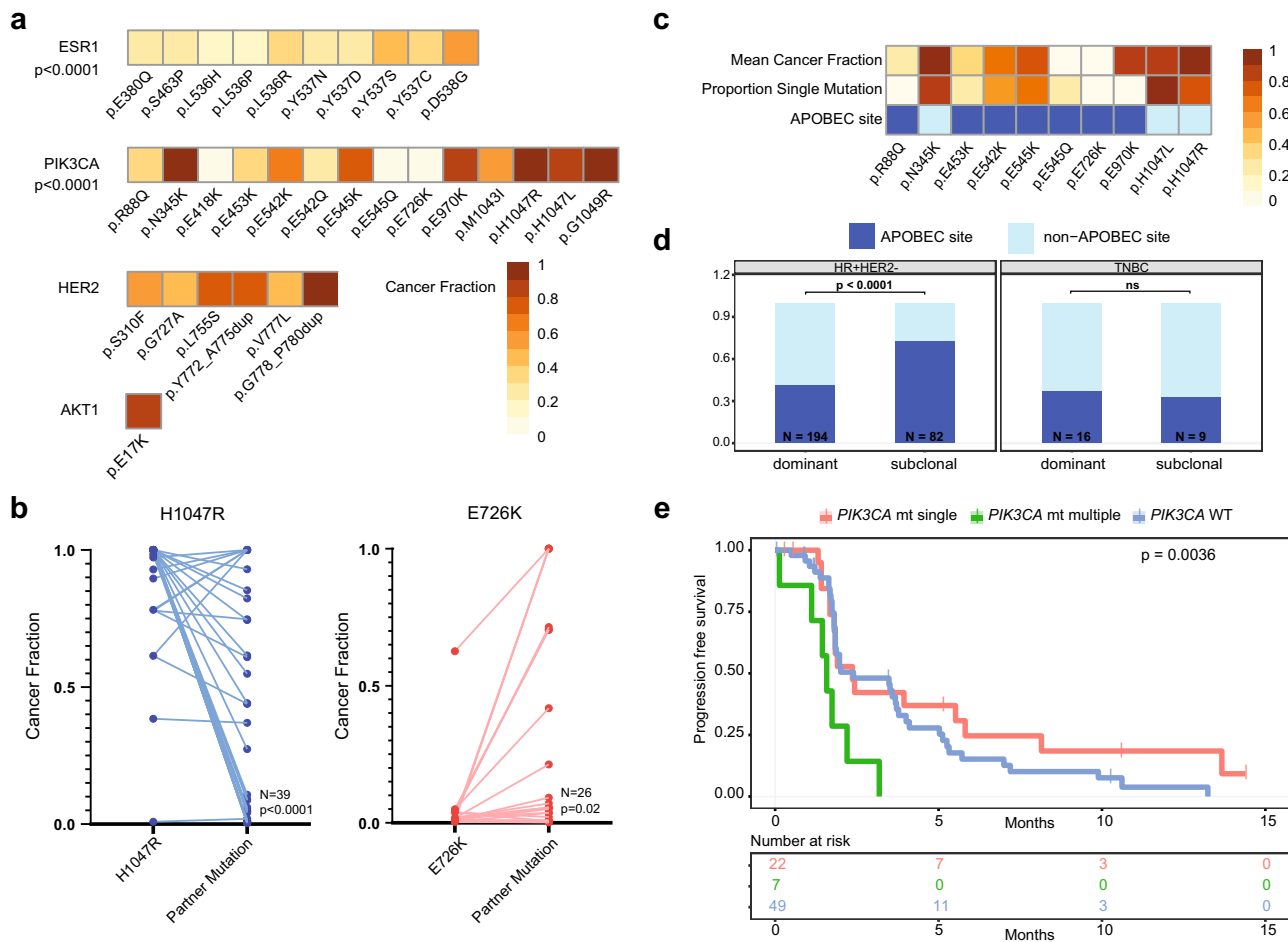 a
ESR1
p<0.0001
p.E380Q
p.S463P
p.L536H
p.L536P
p.L536R
p.Y537N
p.Y537D
p.Y537S
p.Y537C
p.D538G
PIK3CA
p<0.0001
p.R88Q
p.N345K
p.E418K
p.E453K
p.E542K
p.E542Q
p.E545K
p.E545Q
p.E726K
p.E970K
p.M1043I
p.H1047R
p.H1047L
p.G1049R
HER2
p.S310F
p.G727A
p.L755S
p.Y772_A775dup
p.V777L
p.G778_P780dup
AKT1
p.E17K
Cancer Fraction
1
0.8
0.6
0.4
0.2
0
b
H1047R
Cancer Fraction
1.0
0.5
0.0
N=39
p<0.0001
H1047R
Partner Mutation
E726K
Cancer Fraction
1.0
0.5
0.0
N=26
p=0.02
E726K
Partner Mutation
c
Mean Cancer Fraction
Proportion Single Mutation
APOBEC site
p.R88Q
p.N345K
p.E453K
p.E542K
p.E545K
p.E545Q
p.E726K
p.E970K
p.H1047L
p.H1047R
1
0.8
0.6
0.4
0.2
0
d
APOBEC site
non−APOBEC site
HR+HER2-
TNBC
1.2
0.9
0.6
0.3
0.0
p < 0.0001
ns
N = 194
N = 82
N = 16
N = 9
dominant
subclonal
dominant
subclonal
e
PIK3CA mt single
PIK3CA mt multiple
PIK3CA WT
Progression free survival
1.00
0.75
0.50
0.25
0.00
p = 0.0036
0 5 10 15
Months
Number at risk
22 7 3 0
7 0 0 0
49 11 3 0
0 5 10 15
Months